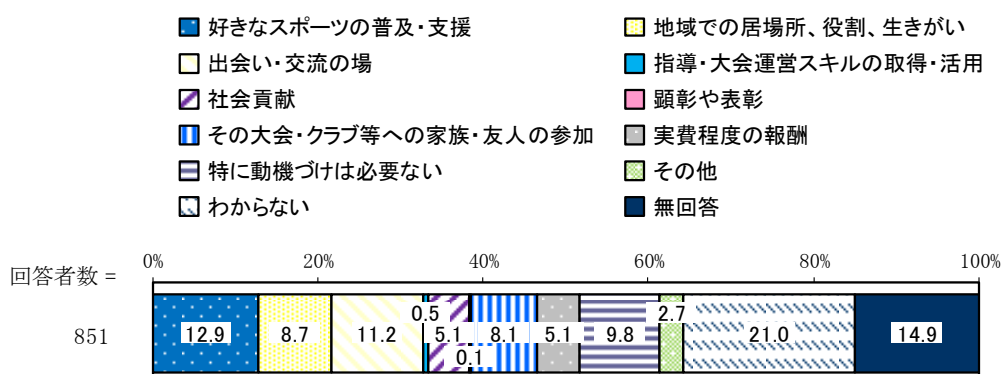 好きなスポーツの普及・支援 地域での居場所、役割、生きがい
出会い・交流の場 指導・大会運営スキルの取得・活用
社会貢献 顕彰や表彰
その大会・クラブ等への家族・友人の参加 実費程度の報酬
特に動機づけは必要ない その他
わからない 無回答
回答者数 = 0% 20% 40% 60% 80% 100%
851 12.9 8.7 11.2 0.5 5.1 0.1 8.1 5.1 9.8 2.7 21.0 14.9